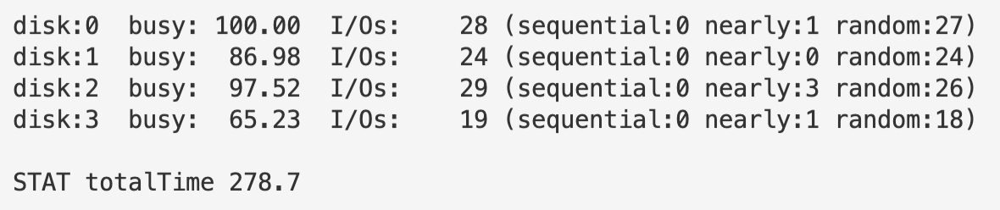 disk:0  busy: 100.00  I/Os:    28 (sequential:0 nearly:1 random:27)
disk:1  busy:  86.98  I/Os:    24 (sequential:0 nearly:0 random:24)
disk:2  busy:  97.52  I/Os:    29 (sequential:0 nearly:3 random:26)
disk:3  busy:  65.23  I/Os:    19 (sequential:0 nearly:1 random:18)

STAT totalTime 278.7